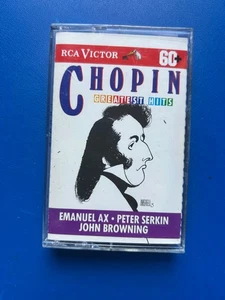 RCA VICTOR 60+
CHOPIN
GREATEST HITS
EMANUEL AX • PETER SERKIN
JOHN BROWNING